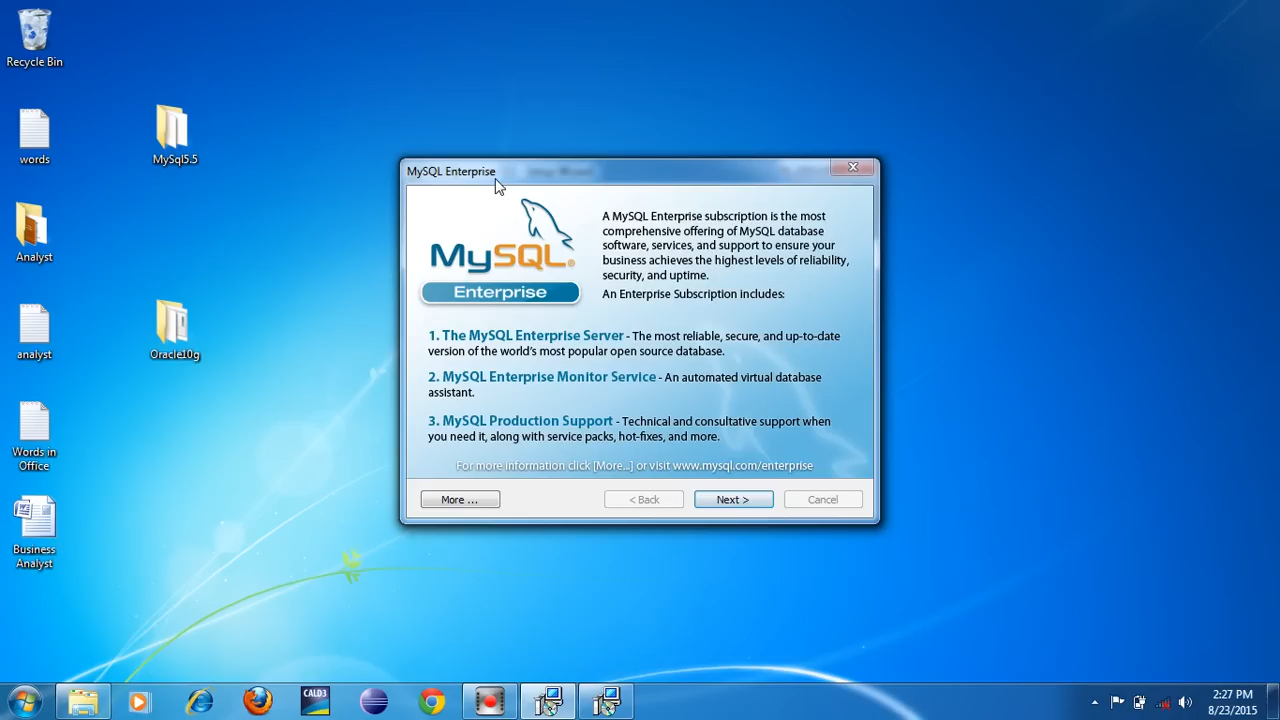 Recycle Bin
words
MySql5.5
Analyst
analyst
Oracle10g
Words in
Office
Business
Analyst
MySQL Enterprise
MySQL®
Enterprise
A MySQL Enterprise subscription is the most
comprehensive offering of MySQL database
software, services, and support to ensure your
business achieves the highest levels of reliability,
security, and uptime.
An Enterprise Subscription includes:
1. The MySQL Enterprise Server - The most reliable, secure, and up-to-date
version of the world's most popular open source database.
2. MySQL Enterprise Monitor Service - An automated virtual database
assistant.
3. MySQL Production Support - Technical and consultative support when
you need it, along with service packs, hot-fixes, and more.
For more information click [More...] or visit www.mysql.com/enterprise
More ...
< Back
Next >
Cancel
CALD3
2:27 PM
8/23/2015